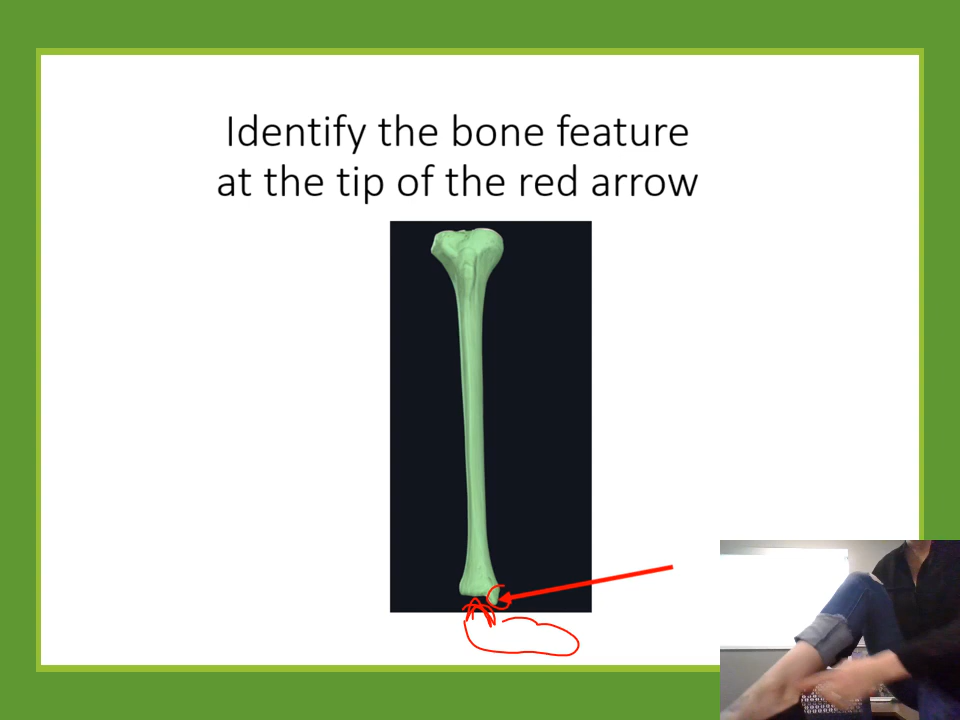 Identify the bone feature
at the tip of the red arrow